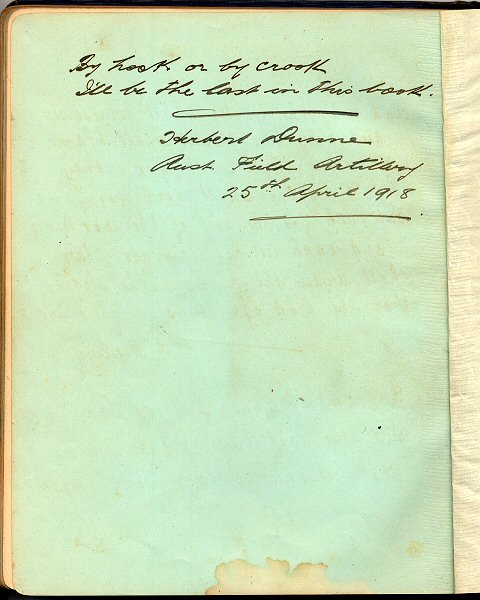 By hook or by crook
I'll be the last in this book.
Herbert Dunne
Aust. Field Artillery
25th April 1918.